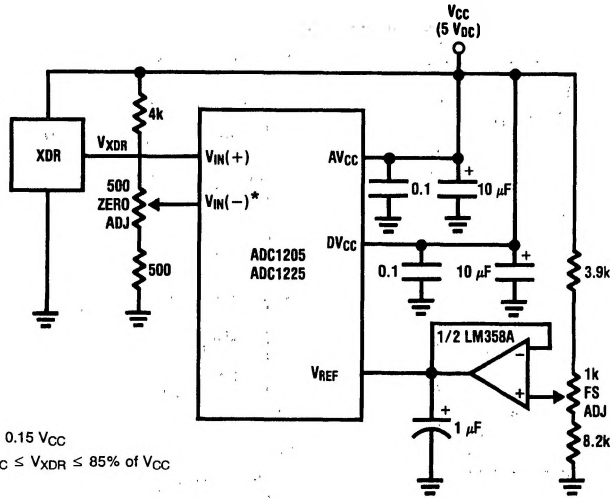 VCC
(5 VDC)
4k
XDR
VXDR
VIN(+)
AVCC
0.1
10 µF
500
ZERO
ADJ
VIN(−)*
DVCC
ADC1205
ADC1225
500
0.1
10 µF
3.9k
1/2 LM358A
VREF
−
+
1k
FS
ADJ
1 µF
8.2k
0.15 VCC
C ≤ VXDR ≤ 85% of VCC